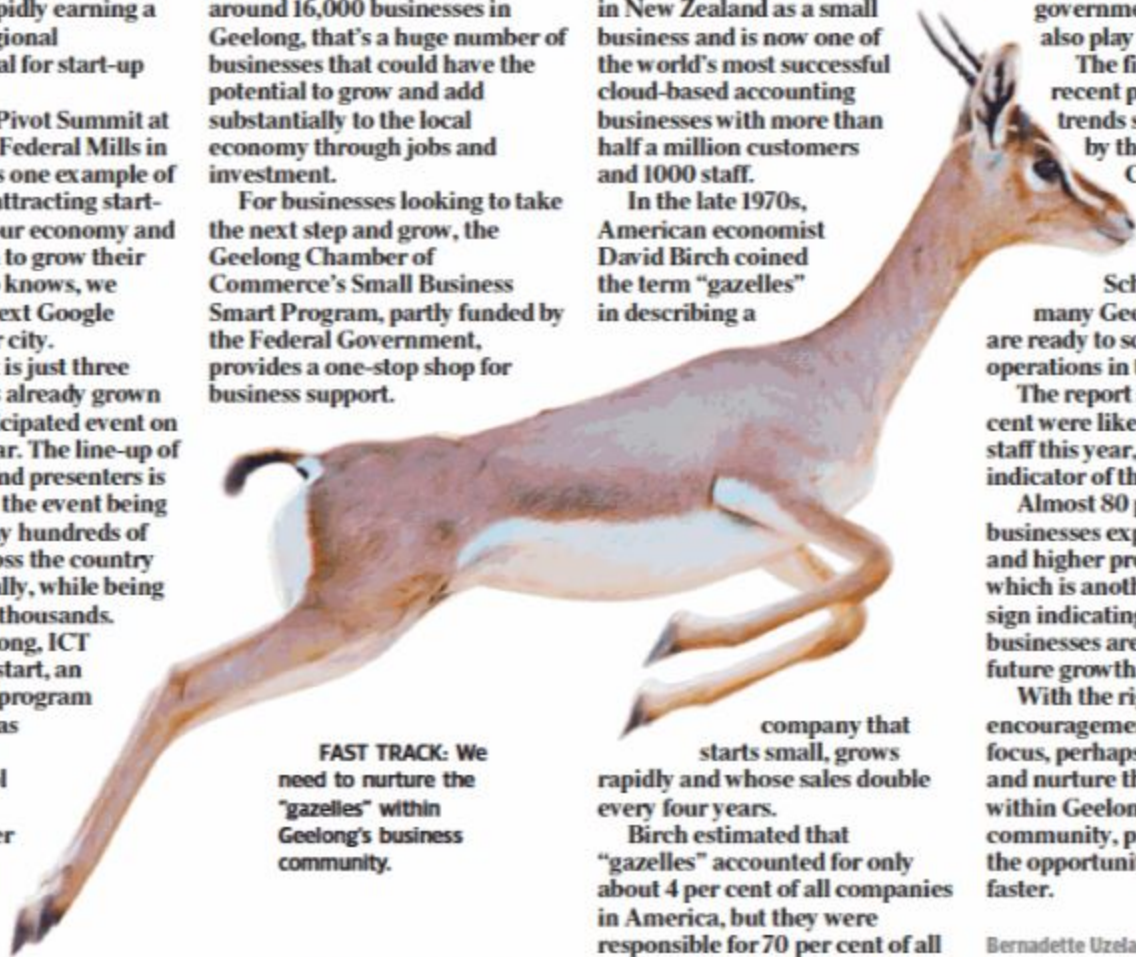 pidly earning a
gional
al for start-up
Pivot Summit at
Federal Mills in
s one example of
attracting start-
ur economy and
to grow their
knows, we
ext Google
r city.
is just three
s already grown
icipated event on
ar. The line-up of
nd presenters is
the event being
y hundreds of
oss the country
ally, while being
thousands.
ong, ICT
start, an
program
as
l
er
around 16,000 businesses in
Geelong, that's a huge number of
businesses that could have the
potential to grow and add
substantially to the local
economy through jobs and
investment.
For businesses looking to take
the next step and grow, the
Geelong Chamber of
Commerce's Small Business
Smart Program, partly funded by
the Federal Government,
provides a one-stop shop for
business support.
FAST TRACK: We
need to nurture the
"gazelles" within
Geelong's business
community.
in New Zealand as a small
business and is now one of
the world's most successful
cloud-based accounting
businesses with more than
half a million customers
and 1000 staff.
In the late 1970s,
American economist
David Birch coined
the term “gazelles”
in describing a
company that
starts small, grows
rapidly and whose sales double
every four years.
Birch estimated that
“gazelles” accounted for only
about 4 per cent of all companies
in America, but they were
responsible for 70 per cent of all
governme
also play
The fi
recent p
trends s
by th
C
Sch
many Gee
are ready to sc
operations in t
The report
cent were like
staff this year,
indicator of th
Almost 80 p
businesses exp
and higher pro
which is anoth
sign indicating
businesses are
future growth
With the ri
encourageme
focus, perhaps
and nurture th
within Geelon
community, p
the opportuni
faster.
Bernadette Uzela